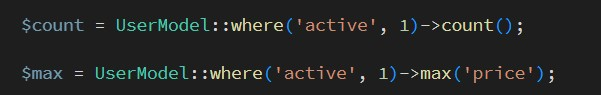 $count = UserModel::where('active', 1)->count();
$max = UserModel::where('active', 1)->max('price');